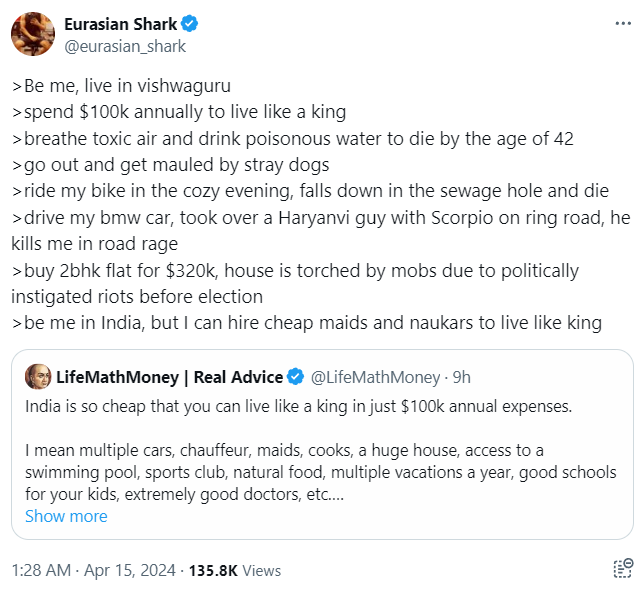 Eurasian Shark
@eurasian_shark
>Be me, live in vishwaguru
>spend $100k annually to live like a king
>breathe toxic air and drink poisonous water to die by the age of 42
>go out and get mauled by stray dogs
>ride my bike in the cozy evening, falls down in the sewage hole and die
>drive my bmw car, took over a Haryanvi guy with Scorpio on ring road, he
kills me in road rage
>buy 2bhk flat for $320k, house is torched by mobs due to politically
instigated riots before election
>be me in India, but I can hire cheap maids and naukars to live like king
LifeMathMoney | Real Advice @LifeMathMoney · 9h
India is so cheap that you can live like a king in just $100k annual expenses.
I mean multiple cars, chauffeur, maids, cooks, a huge house, access to a
swimming pool, sports club, natural food, multiple vacations a year, good schools
for your kids, extremely good doctors, etc....
Show more
1:28 AM · Apr 15, 2024 · 135.8K Views